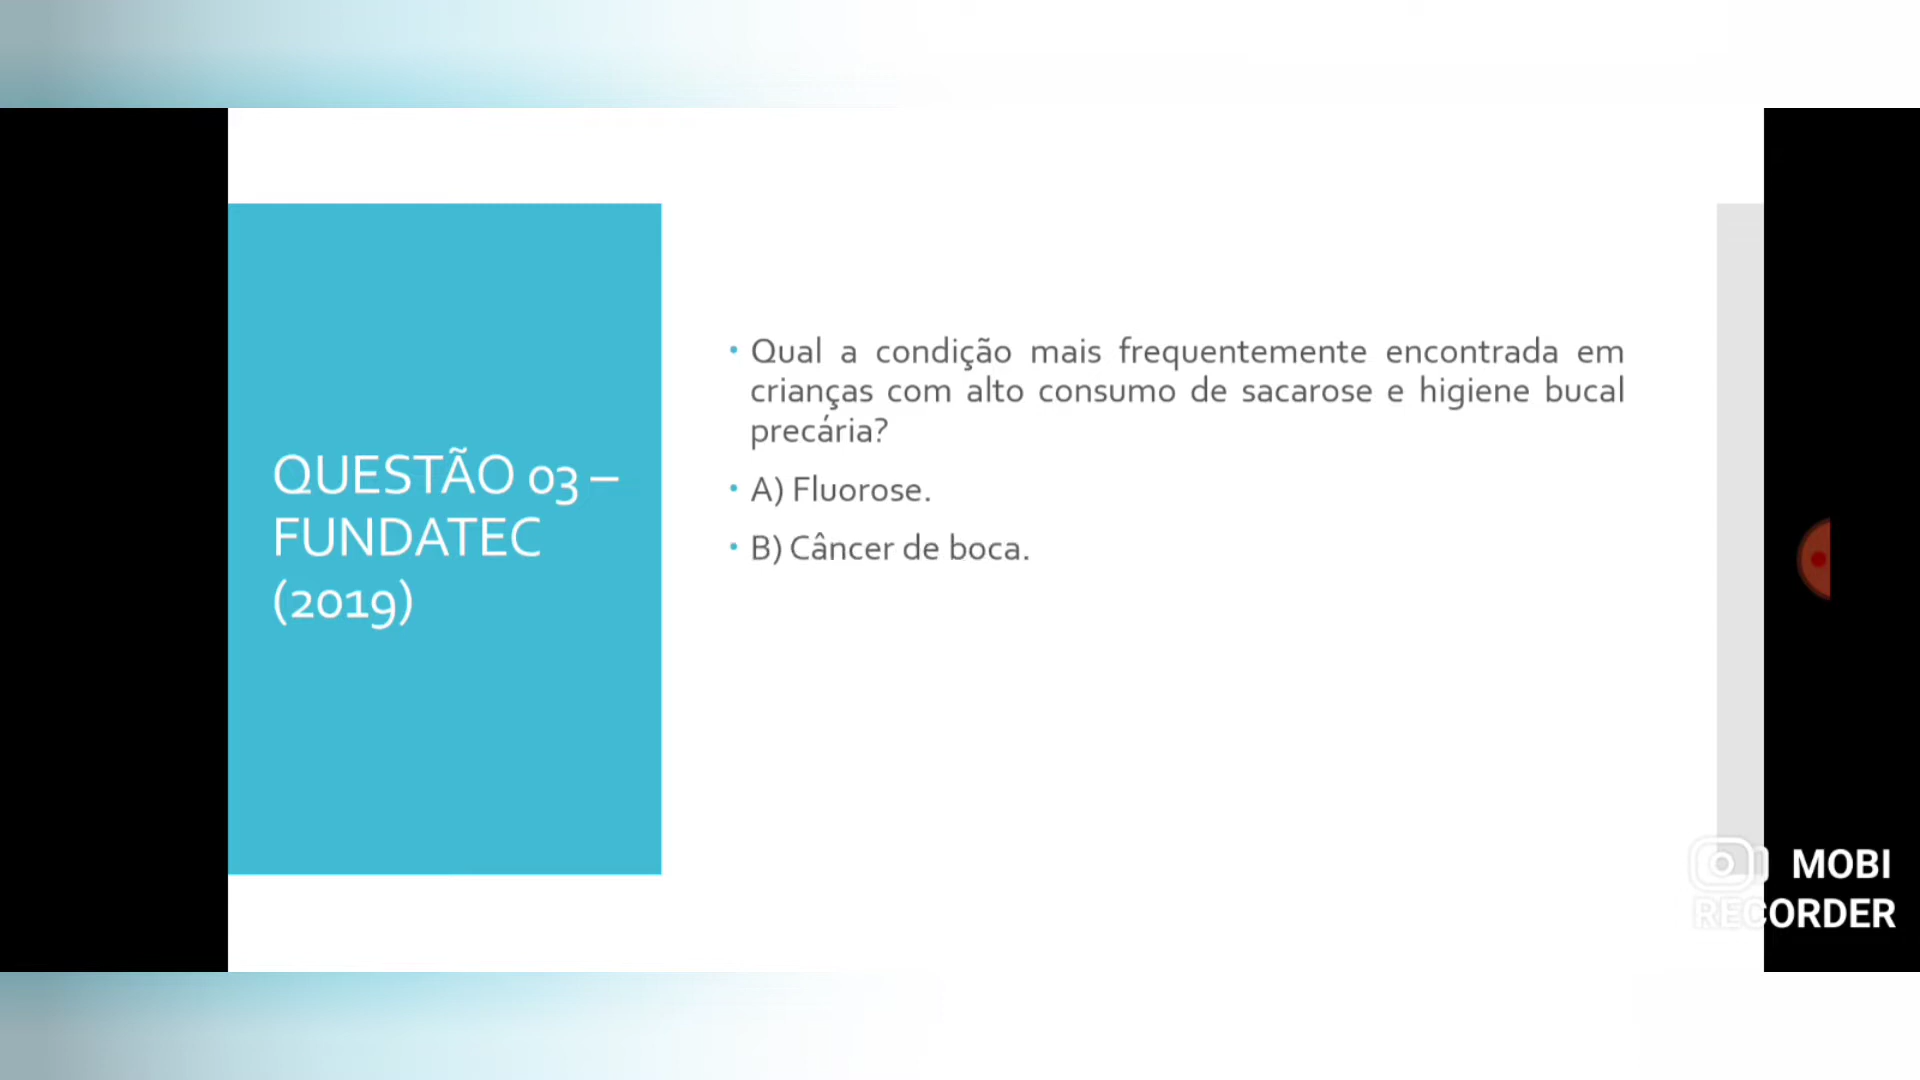 QUESTÃO 03 –
FUNDATEC
(2019)
• Qual a condição mais frequentemente encontrada em
crianças com alto consumo de sacarose e higiene bucal
precária?
• A) Fluorose.
• B) Câncer de boca.
MOBI
RECORDER